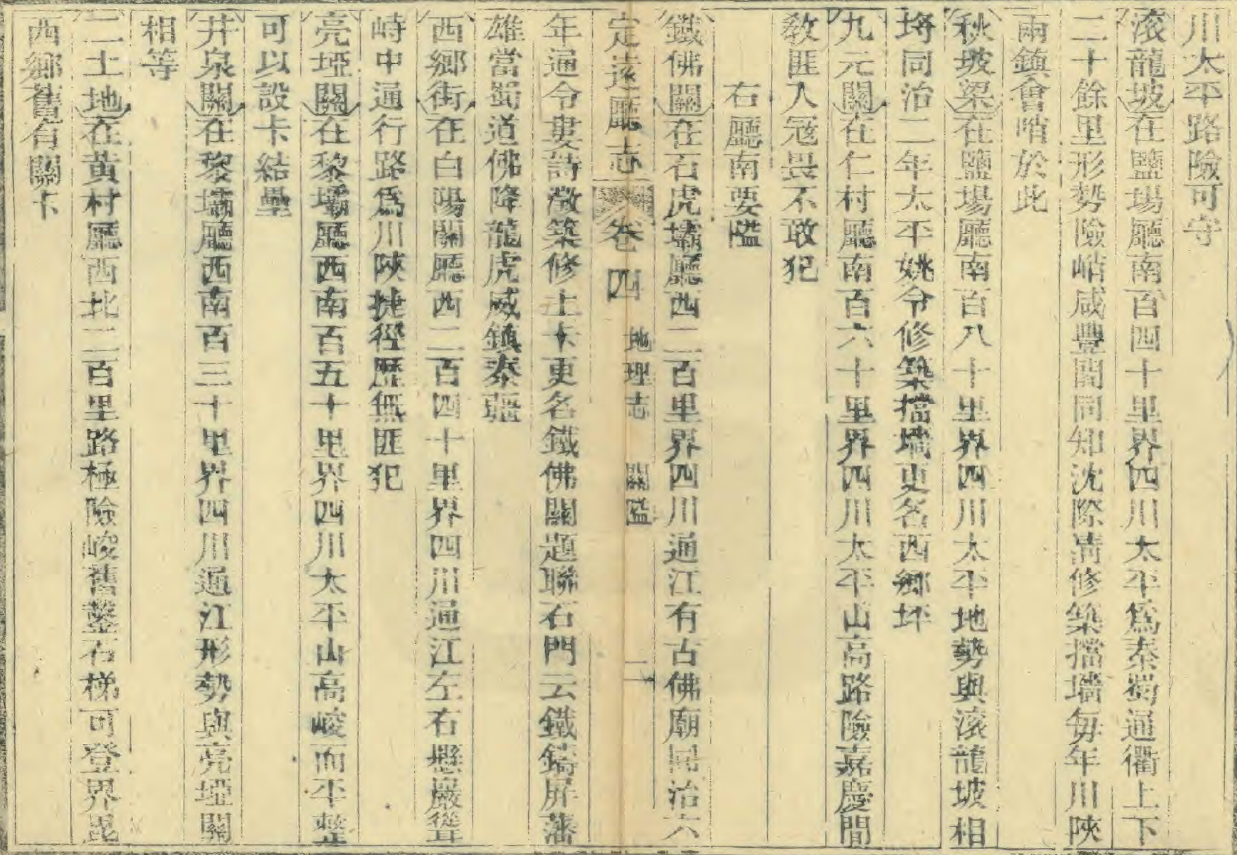 川太平路險可守
滚龍坡在鹽場廳南百四十里界四川太平爲秦蜀通衢上下
二十餘里形勢險峭咸豐間同知沈際清修築擋墻每年川陝
兩鎮會哨於此
秋坡梁在鹽場廳南百八十里界四川太平地勢與滚龍坡相
埒同治二年太平姚令修築擋墻更名西鄉坪
九元關在仁村廳南百六十里界四川太平山高路險嘉慶間
敎匪入冦畏不敢犯
右廳南要隘
鐵佛關在石虎壩廳西二百里界四川通江有古佛廟同治六
定遠廳志 卷四 地理志 關隘 二
年通令婁詩澂築修土卡更名鐵佛關題聯石門云鐵鑄屏藩
雄當蜀道佛降龍虎威鎮秦疆
西鄉街在白陽關廳西二百四十里界四川通江左右懸巖聳
峙中通行路爲川陝捷徑歷無匪犯
亮埡關在黎壩廳西南百五十里界四川太平山高峻而平整
可以設卡結壘
井泉關在黎壩廳西南百三十里界四川通江形勢與亮埡關
相等
二土地在黄村廳西北二百里路極險峻舊鑿石梯可登界毘
西鄉舊有關卡